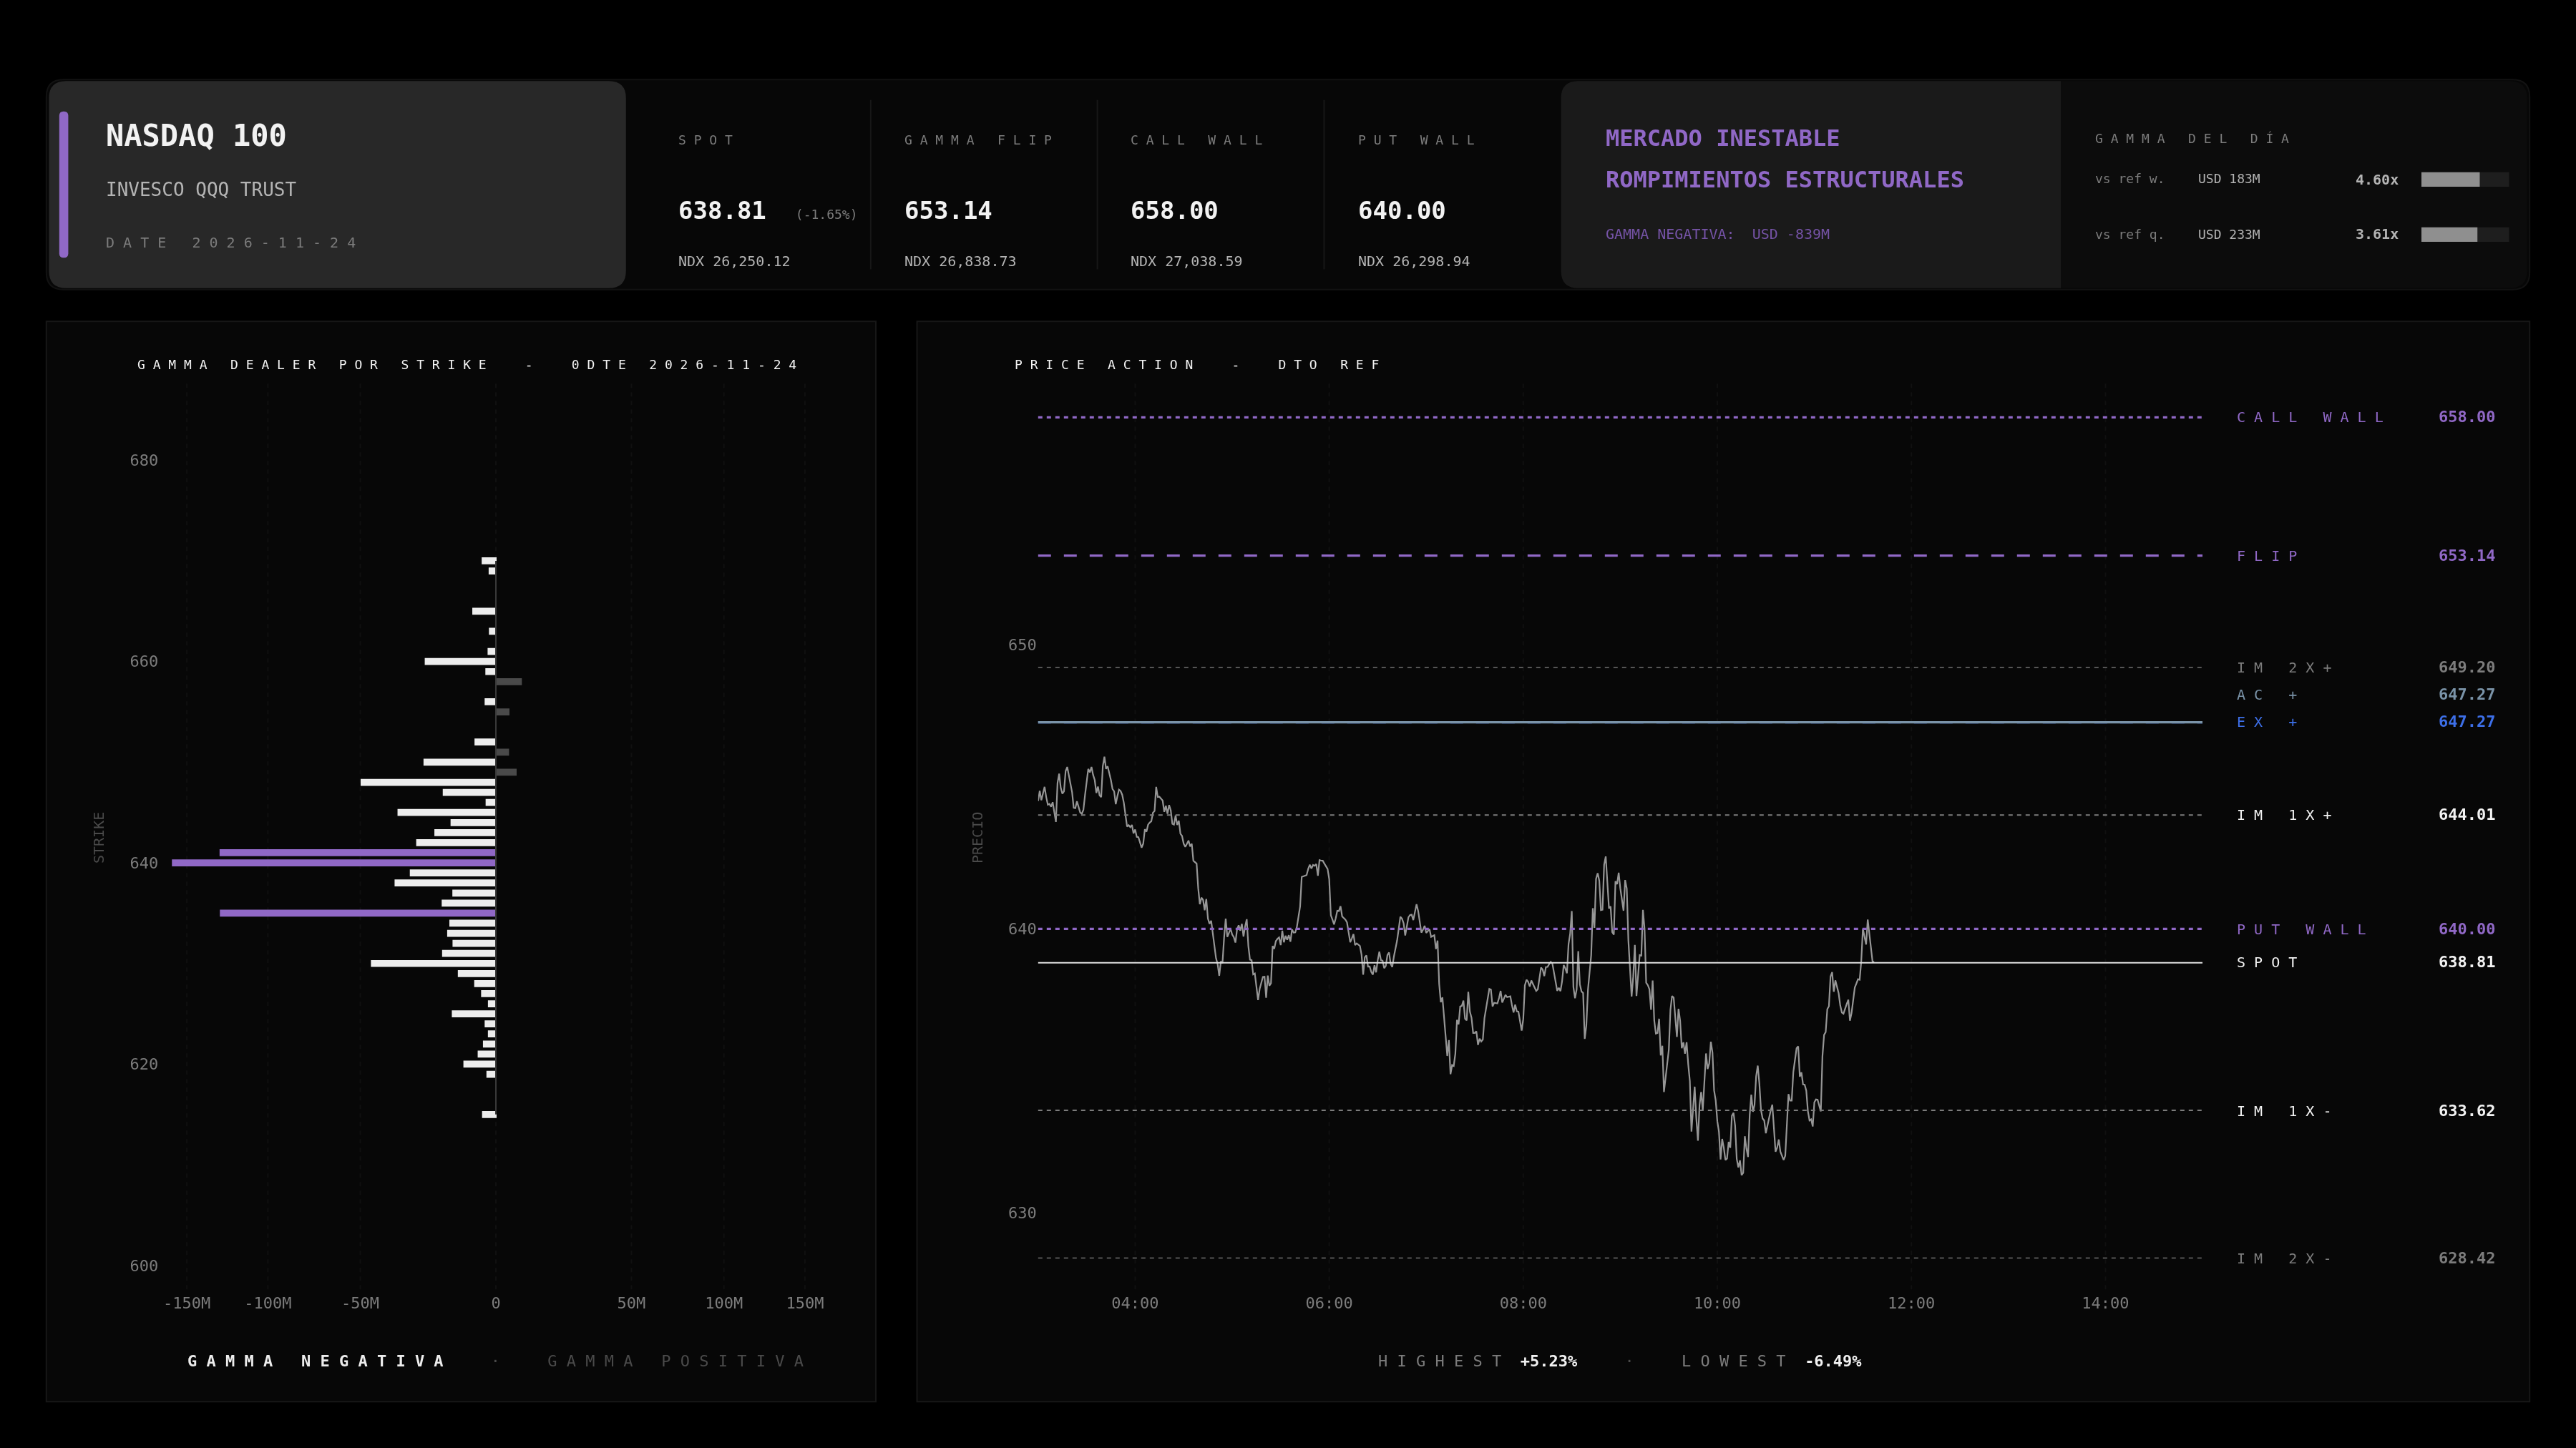 NASDAQ 100
INVESCO QQQ TRUST
DATE 2026-11-24
SPOT
638.81 (-1.65%)
NDX 26,250.12
GAMMA FLIP
653.14
NDX 26,838.73
CALL WALL
658.00
NDX 27,038.59
PUT WALL
640.00
NDX 26,298.94
MERCADO INESTABLE
ROMPIMIENTOS ESTRUCTURALES
GAMMA NEGATIVA: USD -839M
GAMMA DEL DÍA
vs ref w. USD 183M 4.60x
vs ref q. USD 233M 3.61x
GAMMA DEALER POR STRIKE - 0DTE 2026-11-24
STRIKE
680
660
640
620
600
-150M -100M -50M 0 50M 100M 150M
GAMMA NEGATIVA · GAMMA POSITIVA
PRICE ACTION - DTO REF
PRECIO
650
640
630
CALL WALL 658.00
FLIP 653.14
IM 2X+ 649.20
AC + 647.27
EX + 647.27
IM 1X+ 644.01
PUT WALL 640.00
SPOT 638.81
IM 1X- 633.62
IM 2X- 628.42
04:00 06:00 08:00 10:00 12:00 14:00
HIGHEST +5.23% · LOWEST -6.49%